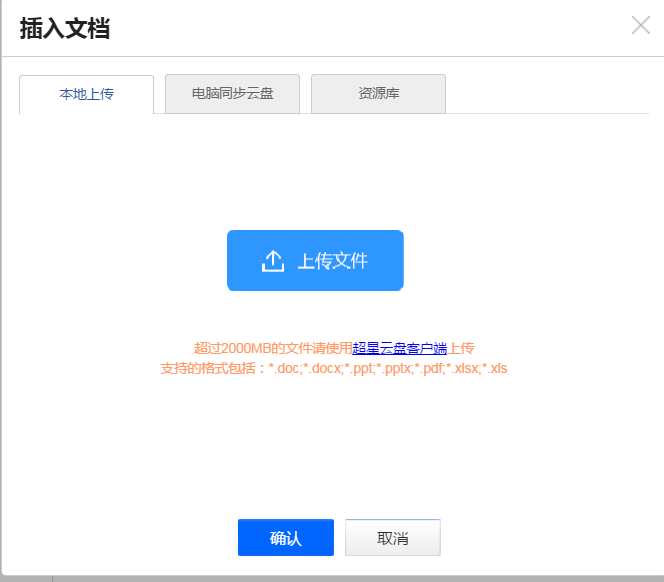 插入文档
本地上传
电脑同步云盘
资源库
上传文件
超过2000MB的文件请使用超星云盘客户端上传
支持的格式包括：*.doc;*.docx;*.ppt;*.pptx;*.pdf;*.xlsx;*.xls
确认
取消